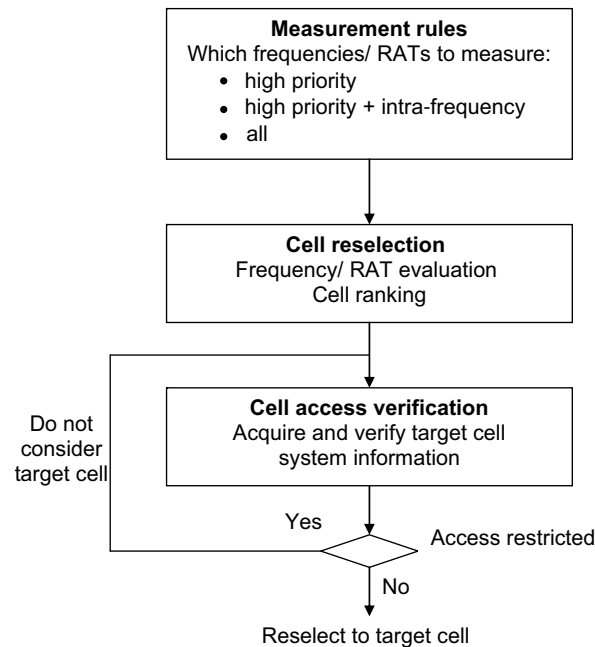 Measurement rules
Which frequencies/ RATs to measure:
• high priority
• high priority + intra-frequency
• all
Cell reselection
Frequency/ RAT evaluation
Cell ranking
Do not
consider
target cell
Cell access verification
Acquire and verify target cell
system information
Yes
Access restricted
No
Reselect to target cell